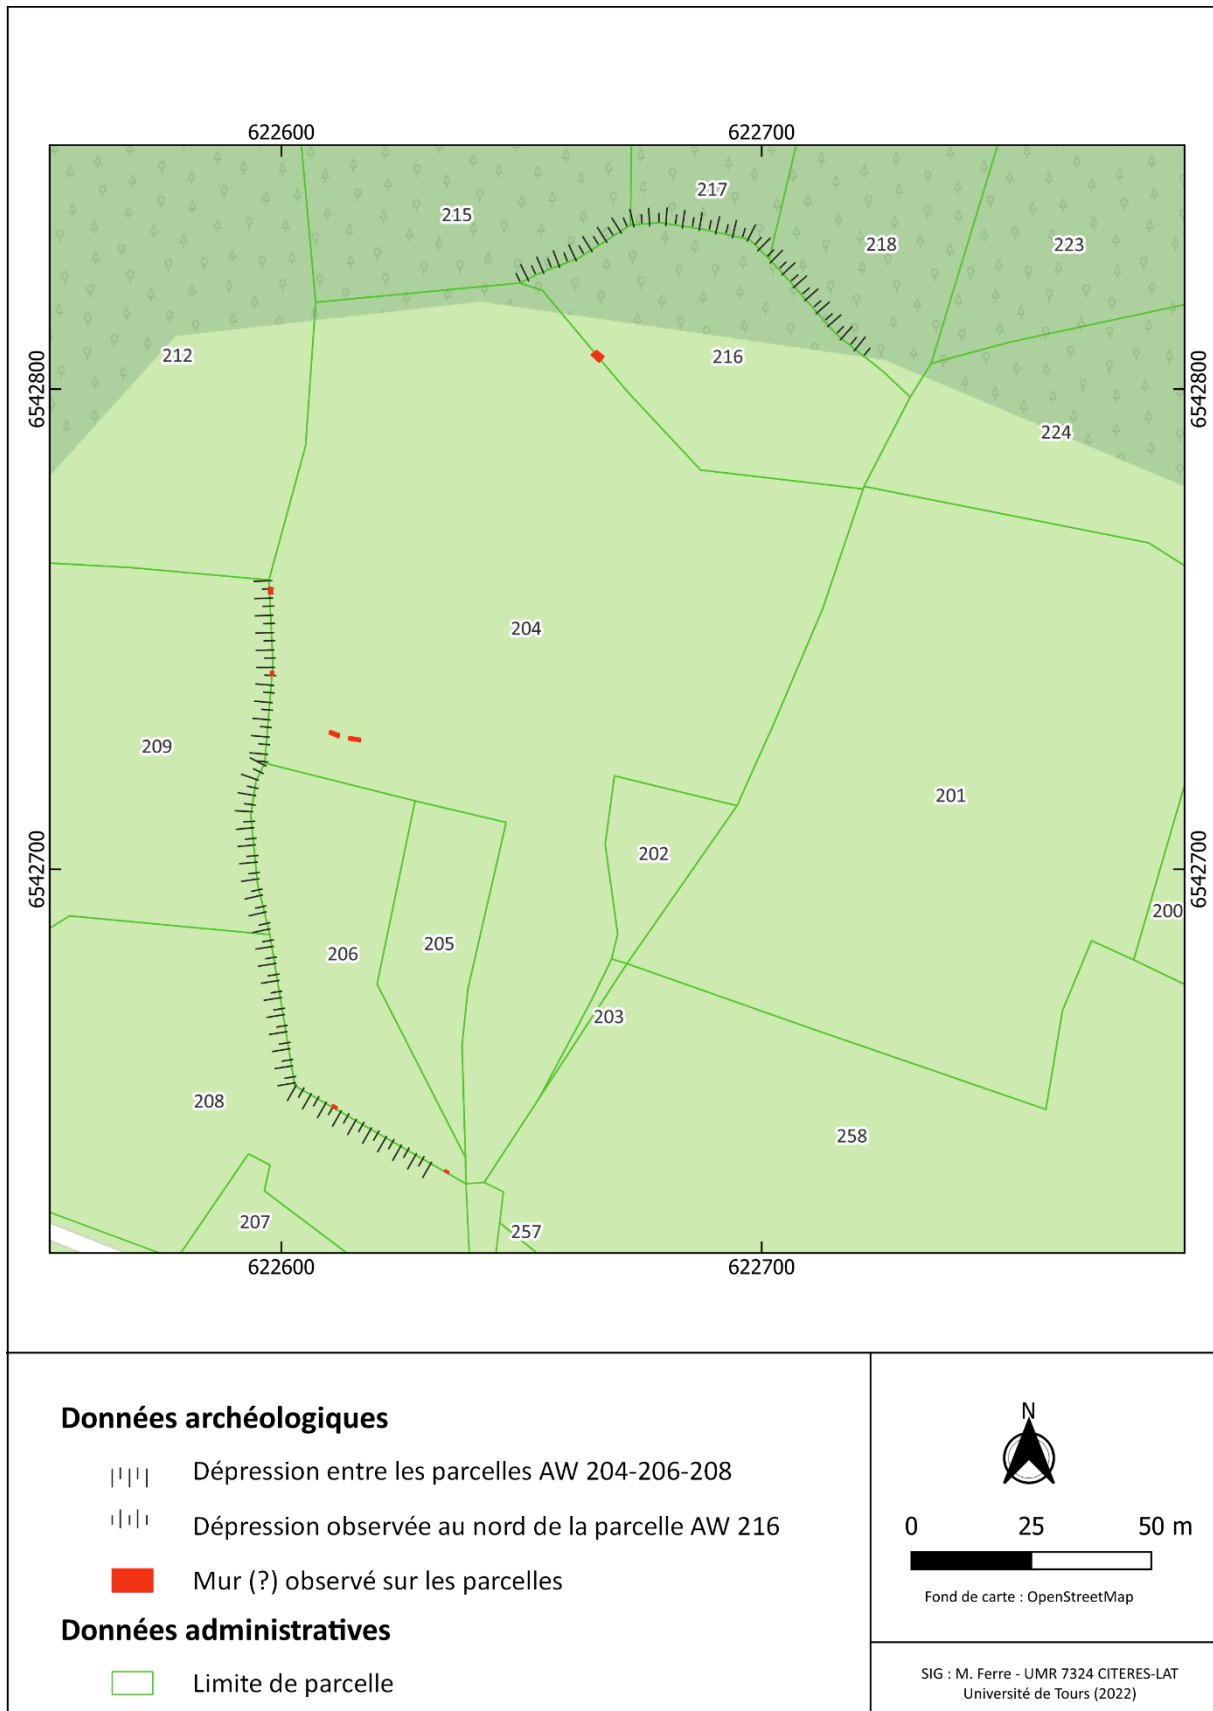 622600
622700
217
215
218
223
212
216
6542800
6542800
224
204
209
201
202
6542700
6542700
200
205
206
203
208
258
207
257
622600
622700
Données archéologiques
Dépression entre les parcelles AW 204-206-208
Dépression observée au nord de la parcelle AW 216
Mur (?) observé sur les parcelles
Données administratives
Limite de parcelle
N
0 25 50 m
Fond de carte : OpenStreetMap
SIG : M. Ferre - UMR 7324 CITERES-LAT
Université de Tours (2022)